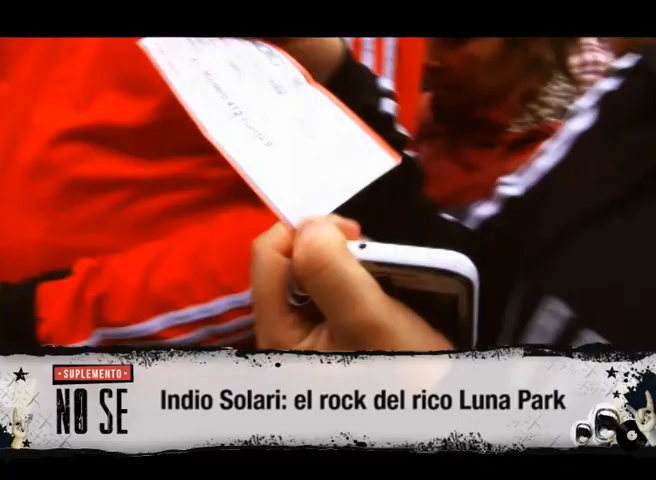 ·SUPLEMENTO·
NO SE
Indio Solari: el rock del rico Luna Park